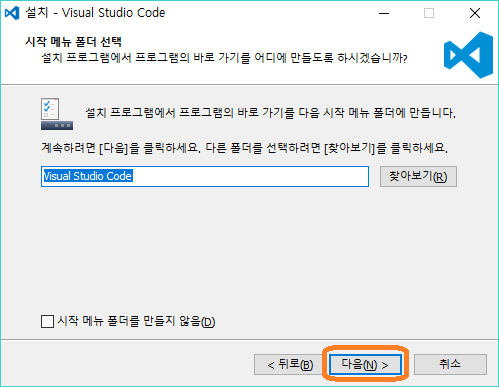 설치 - Visual Studio Code
시작 메뉴 폴더 선택
설치 프로그램에서 프로그램의 바로 가기를 어디에 만들도록 하시겠습니까?
설치 프로그램에서 프로그램의 바로 가기를 다음 시작 메뉴 폴더에 만듭니다.
계속하려면 [다음]을 클릭하세요. 다른 폴더를 선택하려면 [찾아보기]를 클릭하세요.
Visual Studio Code 찾아보기(R)
시작 메뉴 폴더를 만들지 않음(D)
< 뒤로(B) 다음(N) > 취소